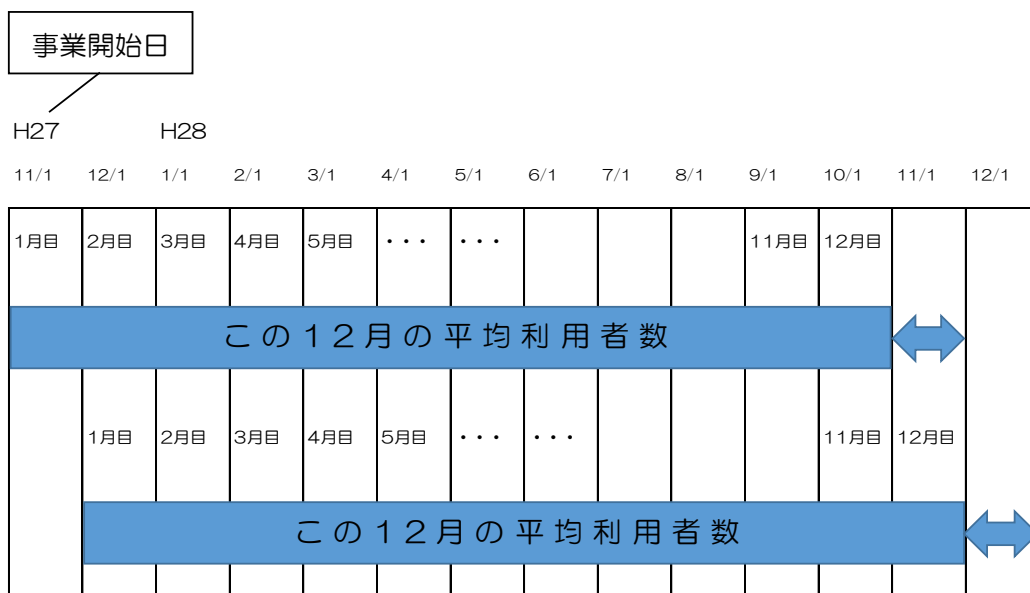 事業開始日
H27 H28
11/1 12/1 1/1 2/1 3/1 4/1 5/1 6/1 7/1 8/1 9/1 10/1 11/1 12/1
1月目 2月目 3月目 4月目 5月目 ・・・ ・・・ 11月目 12月目
この12月の平均利用者数
1月目 2月目 3月目 4月目 5月目 ・・・ ・・・ 11月目 12月目
この12月の平均利用者数